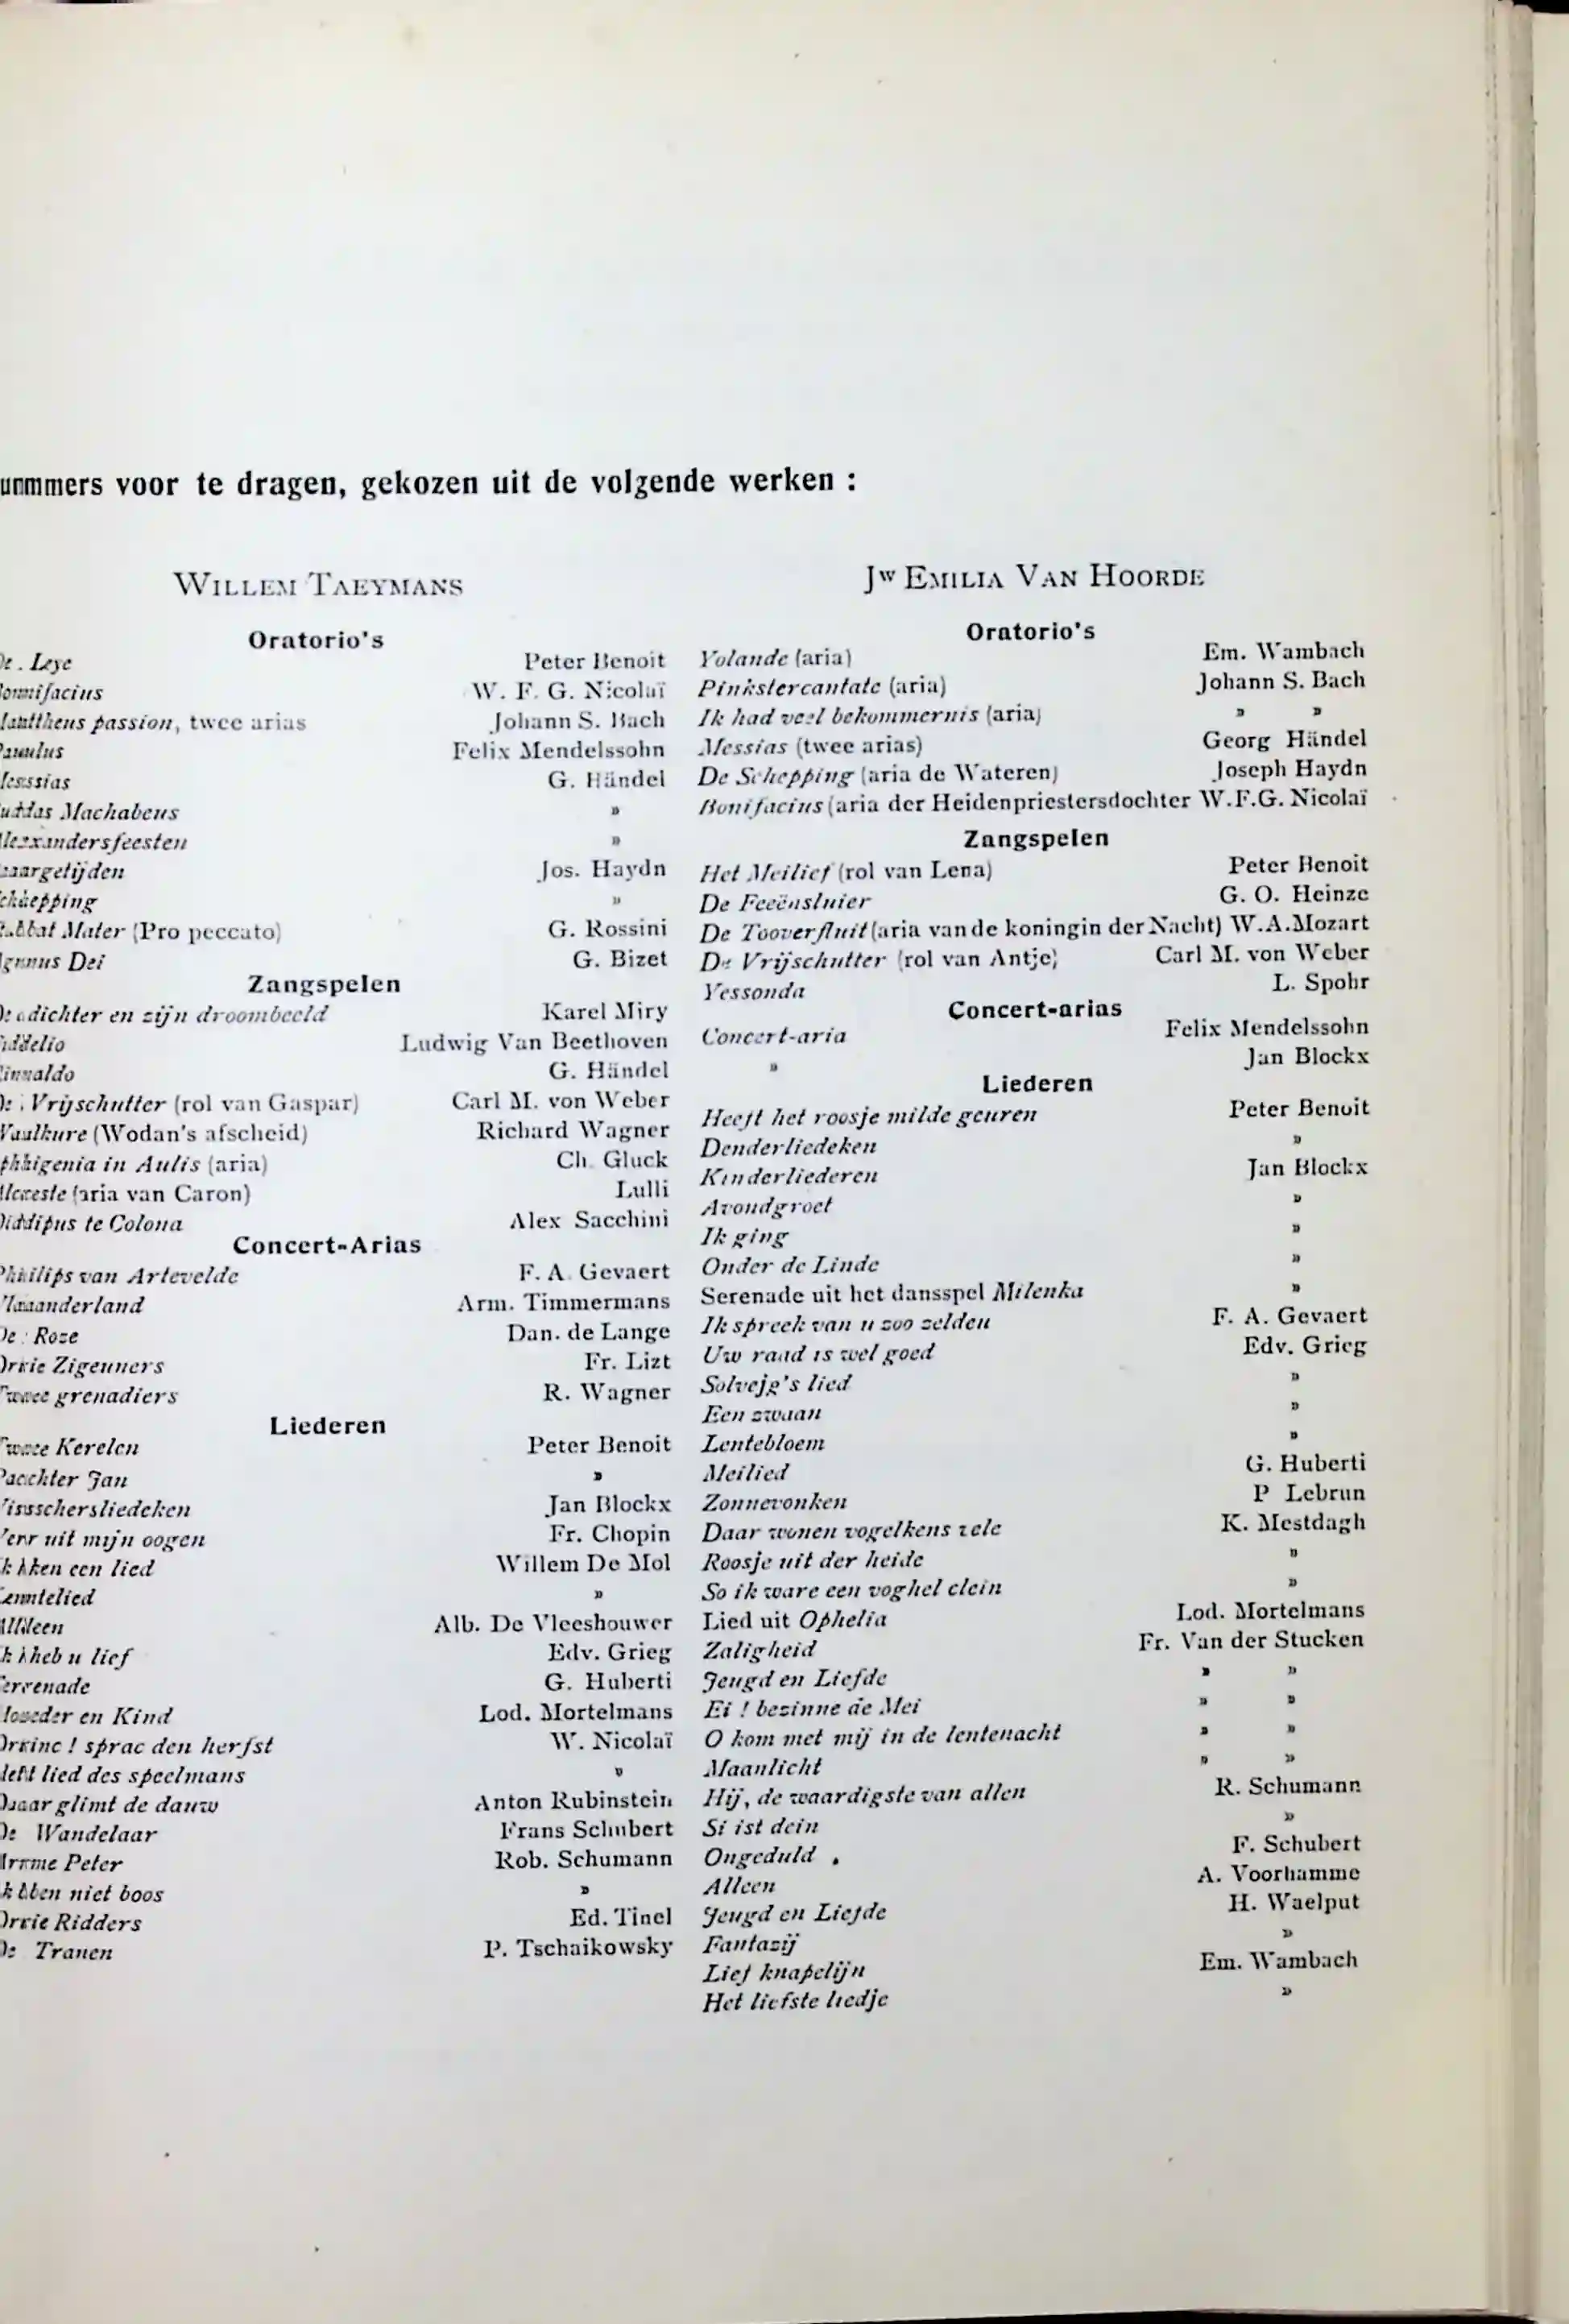 nummers voor te dragen, gekozen uit de volgende werken :
WILLEM TAEYMANS
Oratorio's
De Leye Peter Benoit
Bonifacius W. F. G. Nicolaï
Mattheus passion, twee arias Johann S. Bach
Paulus Felix Mendelssohn
Messias G. Händel
Judas Machabeus »
Alexandersfeesten »
Jaargetijden Jos. Haydn
Schepping »
Stabat Mater (Pro peccato) G. Rossini
Agnus Dei G. Bizet
Zangspelen
De dichter en zijn droombeeld Karel Miry
Fidelio Ludwig Van Beethoven
Rinaldo G. Händel
De Vrijschutter (rol van Gaspar) Carl M. von Weber
Walkure (Wodan's afscheid) Richard Wagner
Iphigenia in Aulis (aria) Ch. Gluck
Alceste (aria van Caron) Lulli
Oidipus te Colona Alex Sacchini
Concert-Arias
Philips van Artevelde F. A. Gevaert
Vlaanderland Arm. Timmermans
De Roze Dan. de Lange
Drie Zigeuners Fr. Lizt
Twee grenadiers R. Wagner
Liederen
Twee Kerelen Peter Benoit
Pachter Jan »
Visschersliedeken Jan Blockx
Verr uit mijn oogen Fr. Chopin
Ik ken een lied Willem De Mol
Lentelied »
Alleen Alb. De Vleeshouwer
Ik heb u lief Edv. Grieg
Serenade G. Huberti
Moeder en Kind Lod. Mortelmans
Drinc ! sprac den herfst W. Nicolaï
Het lied des speelmans »
Daar glimt de dauw Anton Rubinstein
De Wandelaar Frans Schubert
Arme Peter Rob. Schumann
Ik ben niet boos »
Drie Ridders Ed. Tinel
De Tranen P. Tschaikowsky
Jw EMILIA VAN HOORDE
Oratorio's
Yolande (aria) Em. Wambach
Pinkstercantate (aria) Johann S. Bach
Ik had veel bekommernis (aria) » »
Messias (twee arias) Georg Händel
De Schepping (aria de Wateren) Joseph Haydn
Bonifacius (aria der Heidenpriestersdochter W.F.G. Nicolaï
Zangspelen
Het Meilief (rol van Lena) Peter Benoit
De Feeënsluier G. O. Heinze
De Tooverfluit (aria van de koningin der Nacht) W.A.Mozart
De Vrijschutter (rol van Antje) Carl M. von Weber
Yessonda L. Spohr
Concert-arias
Concert-aria Felix Mendelssohn
» Jan Blockx
Liederen
Heeft het roosje milde geuren Peter Benoit
Denderliedeken »
Kinderliederen Jan Blockx
Avondgroet »
Ik ging »
Onder de Linde »
Serenade uit het dansspel Milenka »
Ik spreek van u zoo zelden F. A. Gevaert
Uw raad is wel goed Edv. Grieg
Solvejg's lied »
Een zwaan »
Lentebloem »
Meilied G. Huberti
Zonnevonken P Lebrun
Daar wonen vogelkens vele K. Mestdagh
Roosje uit der heide »
So ik ware een voghel clein »
Lied uit Ophelia Lod. Mortelmans
Zaligheid Fr. Van der Stucken
Jeugd en Liefde » »
Ei ! bezinne de Mei » »
O kom met mij in de lentenacht » »
Maanlicht » »
Hij, de waardigste van allen R. Schumann
Si ist dein »
Ongeduld F. Schubert
Alleen A. Voorhamme
Jeugd en Liefde H. Waelput
Fantazij »
Lief knapelijn Em. Wambach
Het liefste liedje »